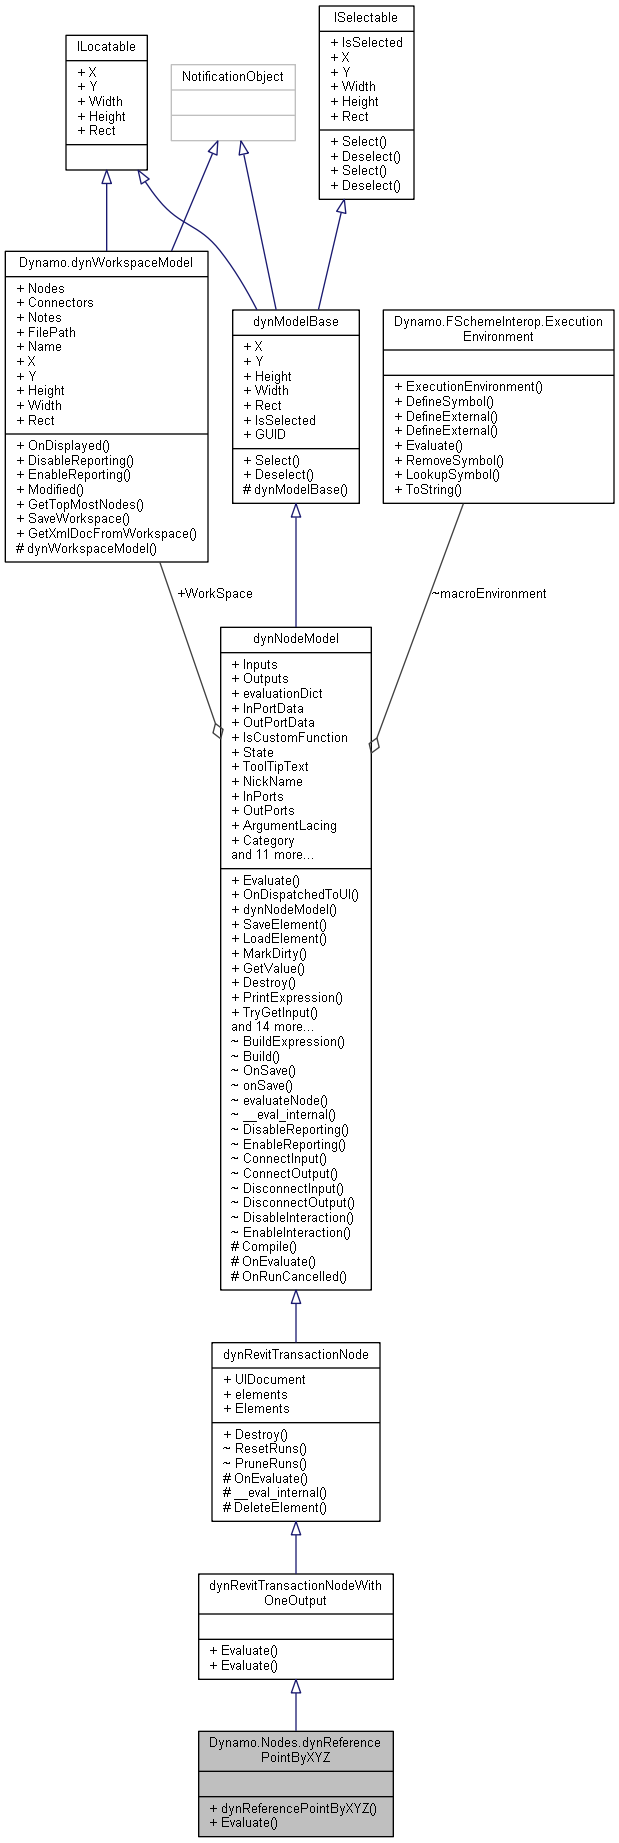 ISelectable
+ IsSelected
+ X
+ Y
+ Width
+ Height
+ Rect
+ Select()
+ Deselect()
+ Select()
+ Deselect()
ILocatable
+ X
+ Y
+ Width
+ Height
+ Rect
NotificationObject
Dynamo.dynWorkspaceModel
+ Nodes
+ Connectors
+ Notes
+ FilePath
+ Name
+ X
+ Y
+ Height
+ Width
+ Rect
+ OnDisplayed()
+ DisableReporting()
+ EnableReporting()
+ Modified()
+ GetTopMostNodes()
+ SaveWorkspace()
+ GetXmlDocFromWorkspace()
# dynWorkspaceModel()
dynModelBase
+ X
+ Y
+ Height
+ Width
+ Rect
+ IsSelected
+ GUID
+ Select()
+ Deselect()
# dynModelBase()
Dynamo.FSchemeInterop.Execution
Environment
+ ExecutionEnvironment()
+ DefineSymbol()
+ DefineExternal()
+ DefineExternal()
+ Evaluate()
+ RemoveSymbol()
+ LookupSymbol()
+ ToString()
+WorkSpace
~macroEnvironment
dynNodeModel
+ Inputs
+ Outputs
+ evaluationDict
+ InPortData
+ OutPortData
+ IsCustomFunction
+ State
+ ToolTipText
+ NickName
+ InPorts
+ OutPorts
+ ArgumentLacing
+ Category
and 11 more...
+ Evaluate()
+ OnDispatchedToUI()
+ dynNodeModel()
+ SaveElement()
+ LoadElement()
+ MarkDirty()
+ GetValue()
+ Destroy()
+ PrintExpression()
+ TryGetInput()
and 14 more...
~ BuildExpression()
~ Build()
~ OnSave()
~ onSave()
~ evaluateNode()
~ __eval_internal()
~ DisableReporting()
~ EnableReporting()
~ ConnectInput()
~ ConnectOutput()
~ DisconnectInput()
~ DisconnectOutput()
~ DisableInteraction()
~ EnableInteraction()
# Compile()
# OnEvaluate()
# OnRunCancelled()
dynRevitTransactionNode
+ UIDocument
+ elements
+ Elements
+ Destroy()
~ ResetRuns()
~ PruneRuns()
# OnEvaluate()
# __eval_internal()
# DeleteElement()
dynRevitTransactionNodeWith
OneOutput
+ Evaluate()
+ Evaluate()
Dynamo.Nodes.dynReference
PointByXYZ
+ dynReferencePointByXYZ()
+ Evaluate()